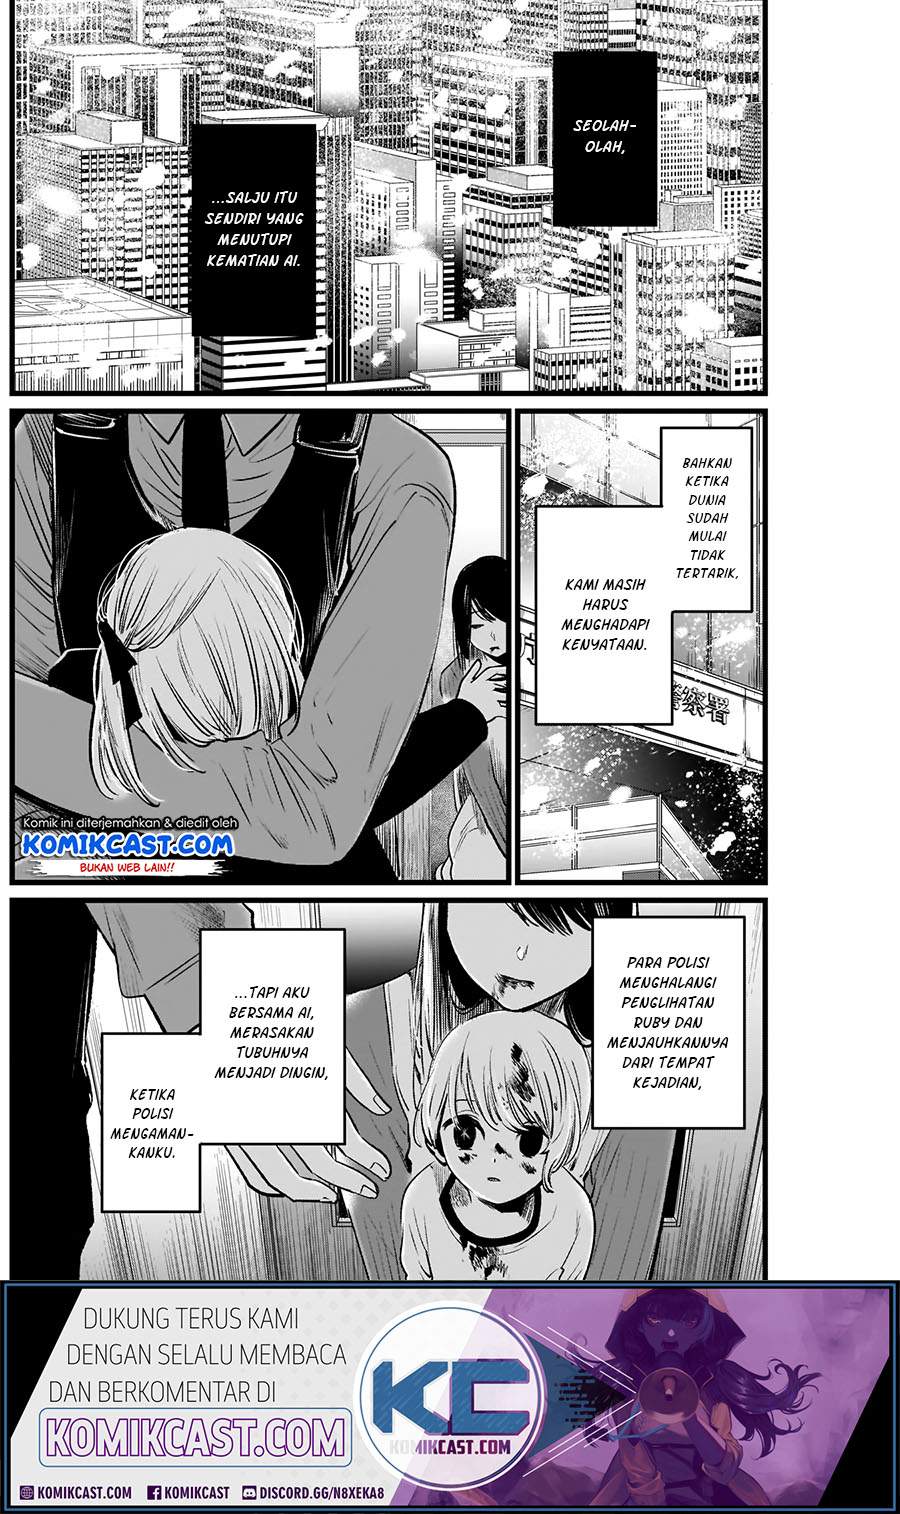 SEOLAH-
OLAH,
...SALJU ITU
SENDIRI YANG
MENUTUPI
KEMATIAN AI.
BAHKAN
KETIKA
DUNIA
SUDAH
MULAI
TIDAK
TERTARIK,
KAMI MASIH
HARUS
MENGHADAPI
KENYATAAN.
警察署
Komik ini diterjemahkan & diedit oleh
KOMIKCAST.COM
BUKAN WEB LAIN!!
PARA POLISI
MENGHALANGI
PENGLIHATAN
RUBY DAN
MENJAUHKANNYA
DARI TEMPAT
KEJADIAN,
...TAPI AKU
BERSAMA AI,
MERASAKAN
TUBUHNYA
MENJADI DINGIN,
KETIKA
POLISI
MENGAMAN-
KANKU.
DUKUNG TERUS KAMI
DENGAN SELALU MEMBACA
DAN BERKOMENTAR DI
KOMIKCAST.COM
KC
KOMIKCAST.COM
KOMIKCAST.COM
KOMIKCAST
DISCORD.GG/N8XEKA8